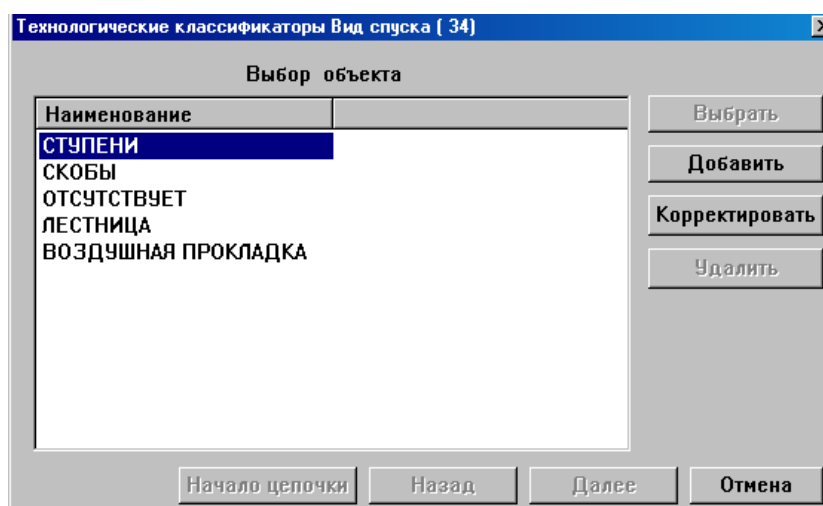 Технологические классификаторы Вид спуска ( 34)
Выбор объекта
Наименование
СТУПЕНИ
СКОБЫ
ОТСУТСТВУЕТ
ЛЕСТНИЦА
ВОЗДУШНАЯ ПРОКЛАДКА
Выбрать
Добавить
Корректировать
Удалить
Начало цепочки
Назад
Далее
Отмена